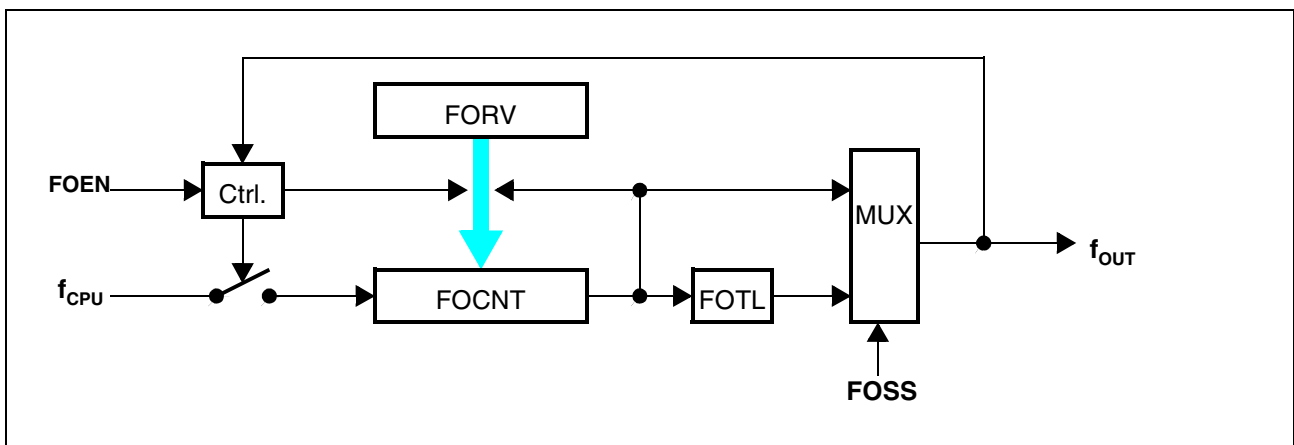 FORV
FOEN
Ctrl.
MUX
fOUT
fCPU
FOCNT
FOTL
FOSS